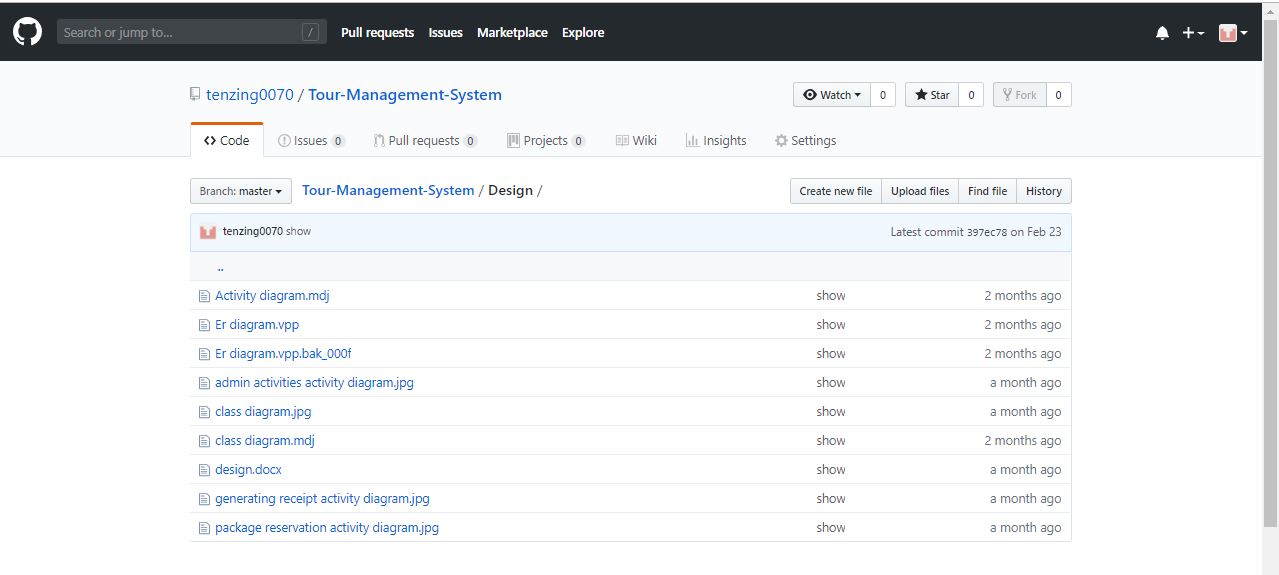 Search or jump to... / Pull requests Issues Marketplace Explore
tenzing0070 / Tour-Management-System Watch 0 Star 0 Fork 0
Code Issues 0 Pull requests 0 Projects 0 Wiki Insights Settings
Branch: master Tour-Management-System / Design / Create new file Upload files Find file History
tenzing0070 show Latest commit 397ec78 on Feb 23
..
Activity diagram.mdj show 2 months ago
Er diagram.vpp show 2 months ago
Er diagram.vpp.bak_000f show 2 months ago
admin activities activity diagram.jpg show a month ago
class diagram.jpg show a month ago
class diagram.mdj show 2 months ago
design.docx show a month ago
generating receipt activity diagram.jpg show a month ago
package reservation activity diagram.jpg show a month ago